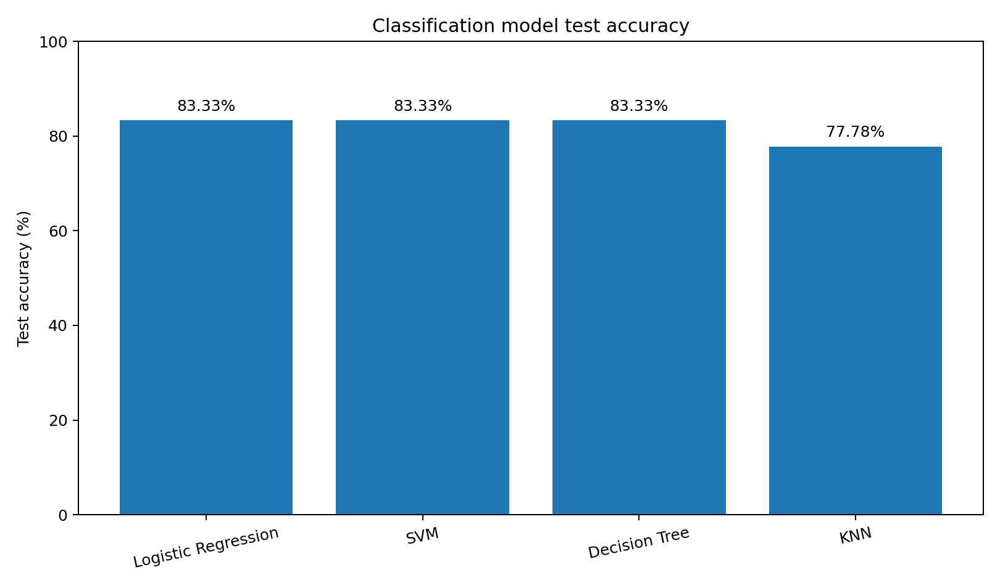 Classification model test accuracy
Test accuracy (%)
100
80
60
40
20
0
83.33%
83.33%
83.33%
77.78%
Logistic Regression
SVM
Decision Tree
KNN